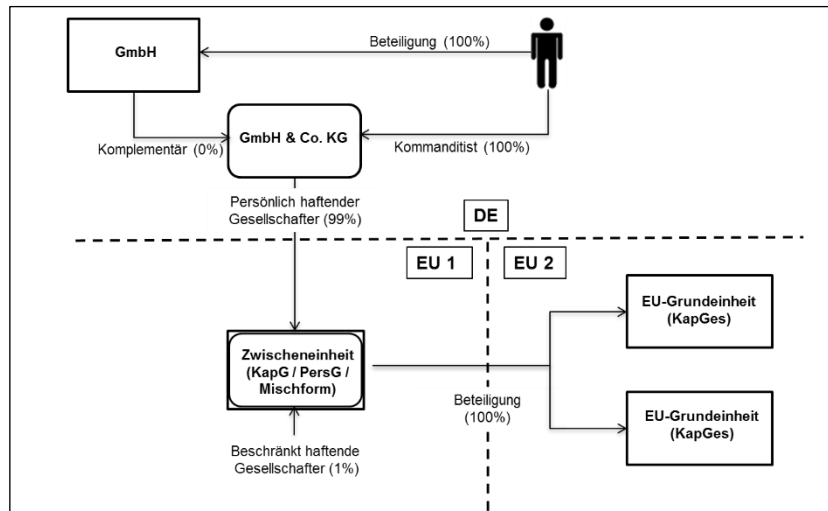 GmbH
Beteiligung (100%)
Komplementär (0%)
GmbH & Co. KG
Kommanditist (100%)
Persönlich haftender
Gesellschafter (99%)
DE
EU 1
EU 2
EU-Grundeinheit
(KapGes)
Zwischeneinheit
(KapG / PersG /
Mischform)
Beteiligung
(100%)
EU-Grundeinheit
(KapGes)
Beschränkt haftende
Gesellschafter (1%)